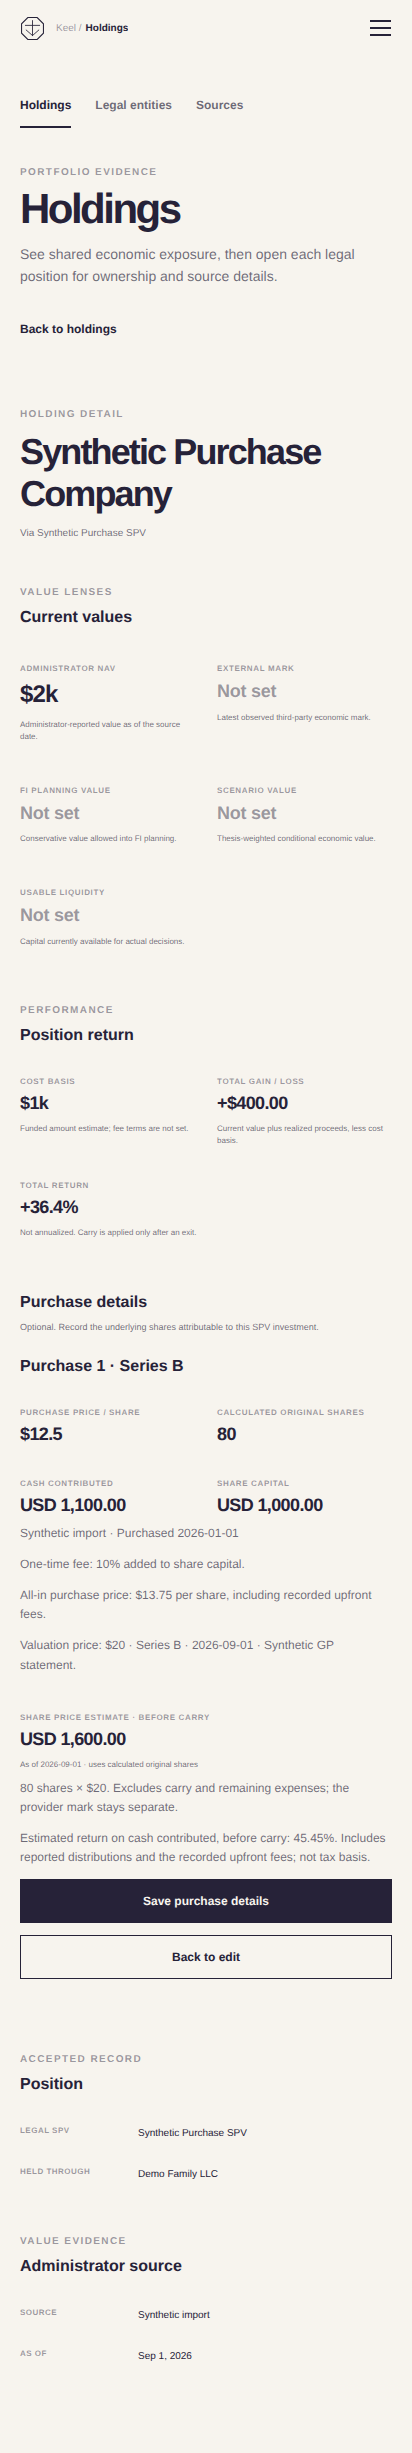 Keel / Holdings
Holdings Legal entities Sources
PORTFOLIO EVIDENCE
Holdings
See shared economic exposure, then open each legal
position for ownership and source details.
Back to holdings
HOLDING DETAIL
Synthetic Purchase
Company
Via Synthetic Purchase SPV
VALUE LENSES
Current values
ADMINISTRATOR NAV
$2k
Administrator-reported value as of the source
date.
EXTERNAL MARK
Not set
Latest observed third-party economic mark.
FI PLANNING VALUE
Not set
Conservative value allowed into FI planning.
SCENARIO VALUE
Not set
Thesis-weighted conditional economic value.
USABLE LIQUIDITY
Not set
Capital currently available for actual decisions.
PERFORMANCE
Position return
COST BASIS
$1k
Funded amount estimate; fee terms are not set.
TOTAL GAIN / LOSS
+$400.00
Current value plus realized proceeds, less cost
basis.
TOTAL RETURN
+36.4%
Not annualized. Carry is applied only after an exit.
Purchase details
Optional. Record the underlying shares attributable to this SPV investment.
Purchase 1 · Series B
PURCHASE PRICE / SHARE
$12.5
CALCULATED ORIGINAL SHARES
80
CASH CONTRIBUTED
USD 1,100.00
SHARE CAPITAL
USD 1,000.00
Synthetic import · Purchased 2026-01-01
One-time fee: 10% added to share capital.
All-in purchase price: $13.75 per share, including recorded upfront
fees.
Valuation price: $20 · Series B · 2026-09-01 · Synthetic GP
statement.
SHARE PRICE ESTIMATE · BEFORE CARRY
USD 1,600.00
As of 2026-09-01 · uses calculated original shares
80 shares × $20. Excludes carry and remaining expenses; the
provider mark stays separate.
Estimated return on cash contributed, before carry: 45.45%. Includes
reported distributions and the recorded upfront fees; not tax basis.
Save purchase details
Back to edit
ACCEPTED RECORD
Position
LEGAL SPV Synthetic Purchase SPV
HELD THROUGH Demo Family LLC
VALUE EVIDENCE
Administrator source
SOURCE Synthetic import
AS OF Sep 1, 2026